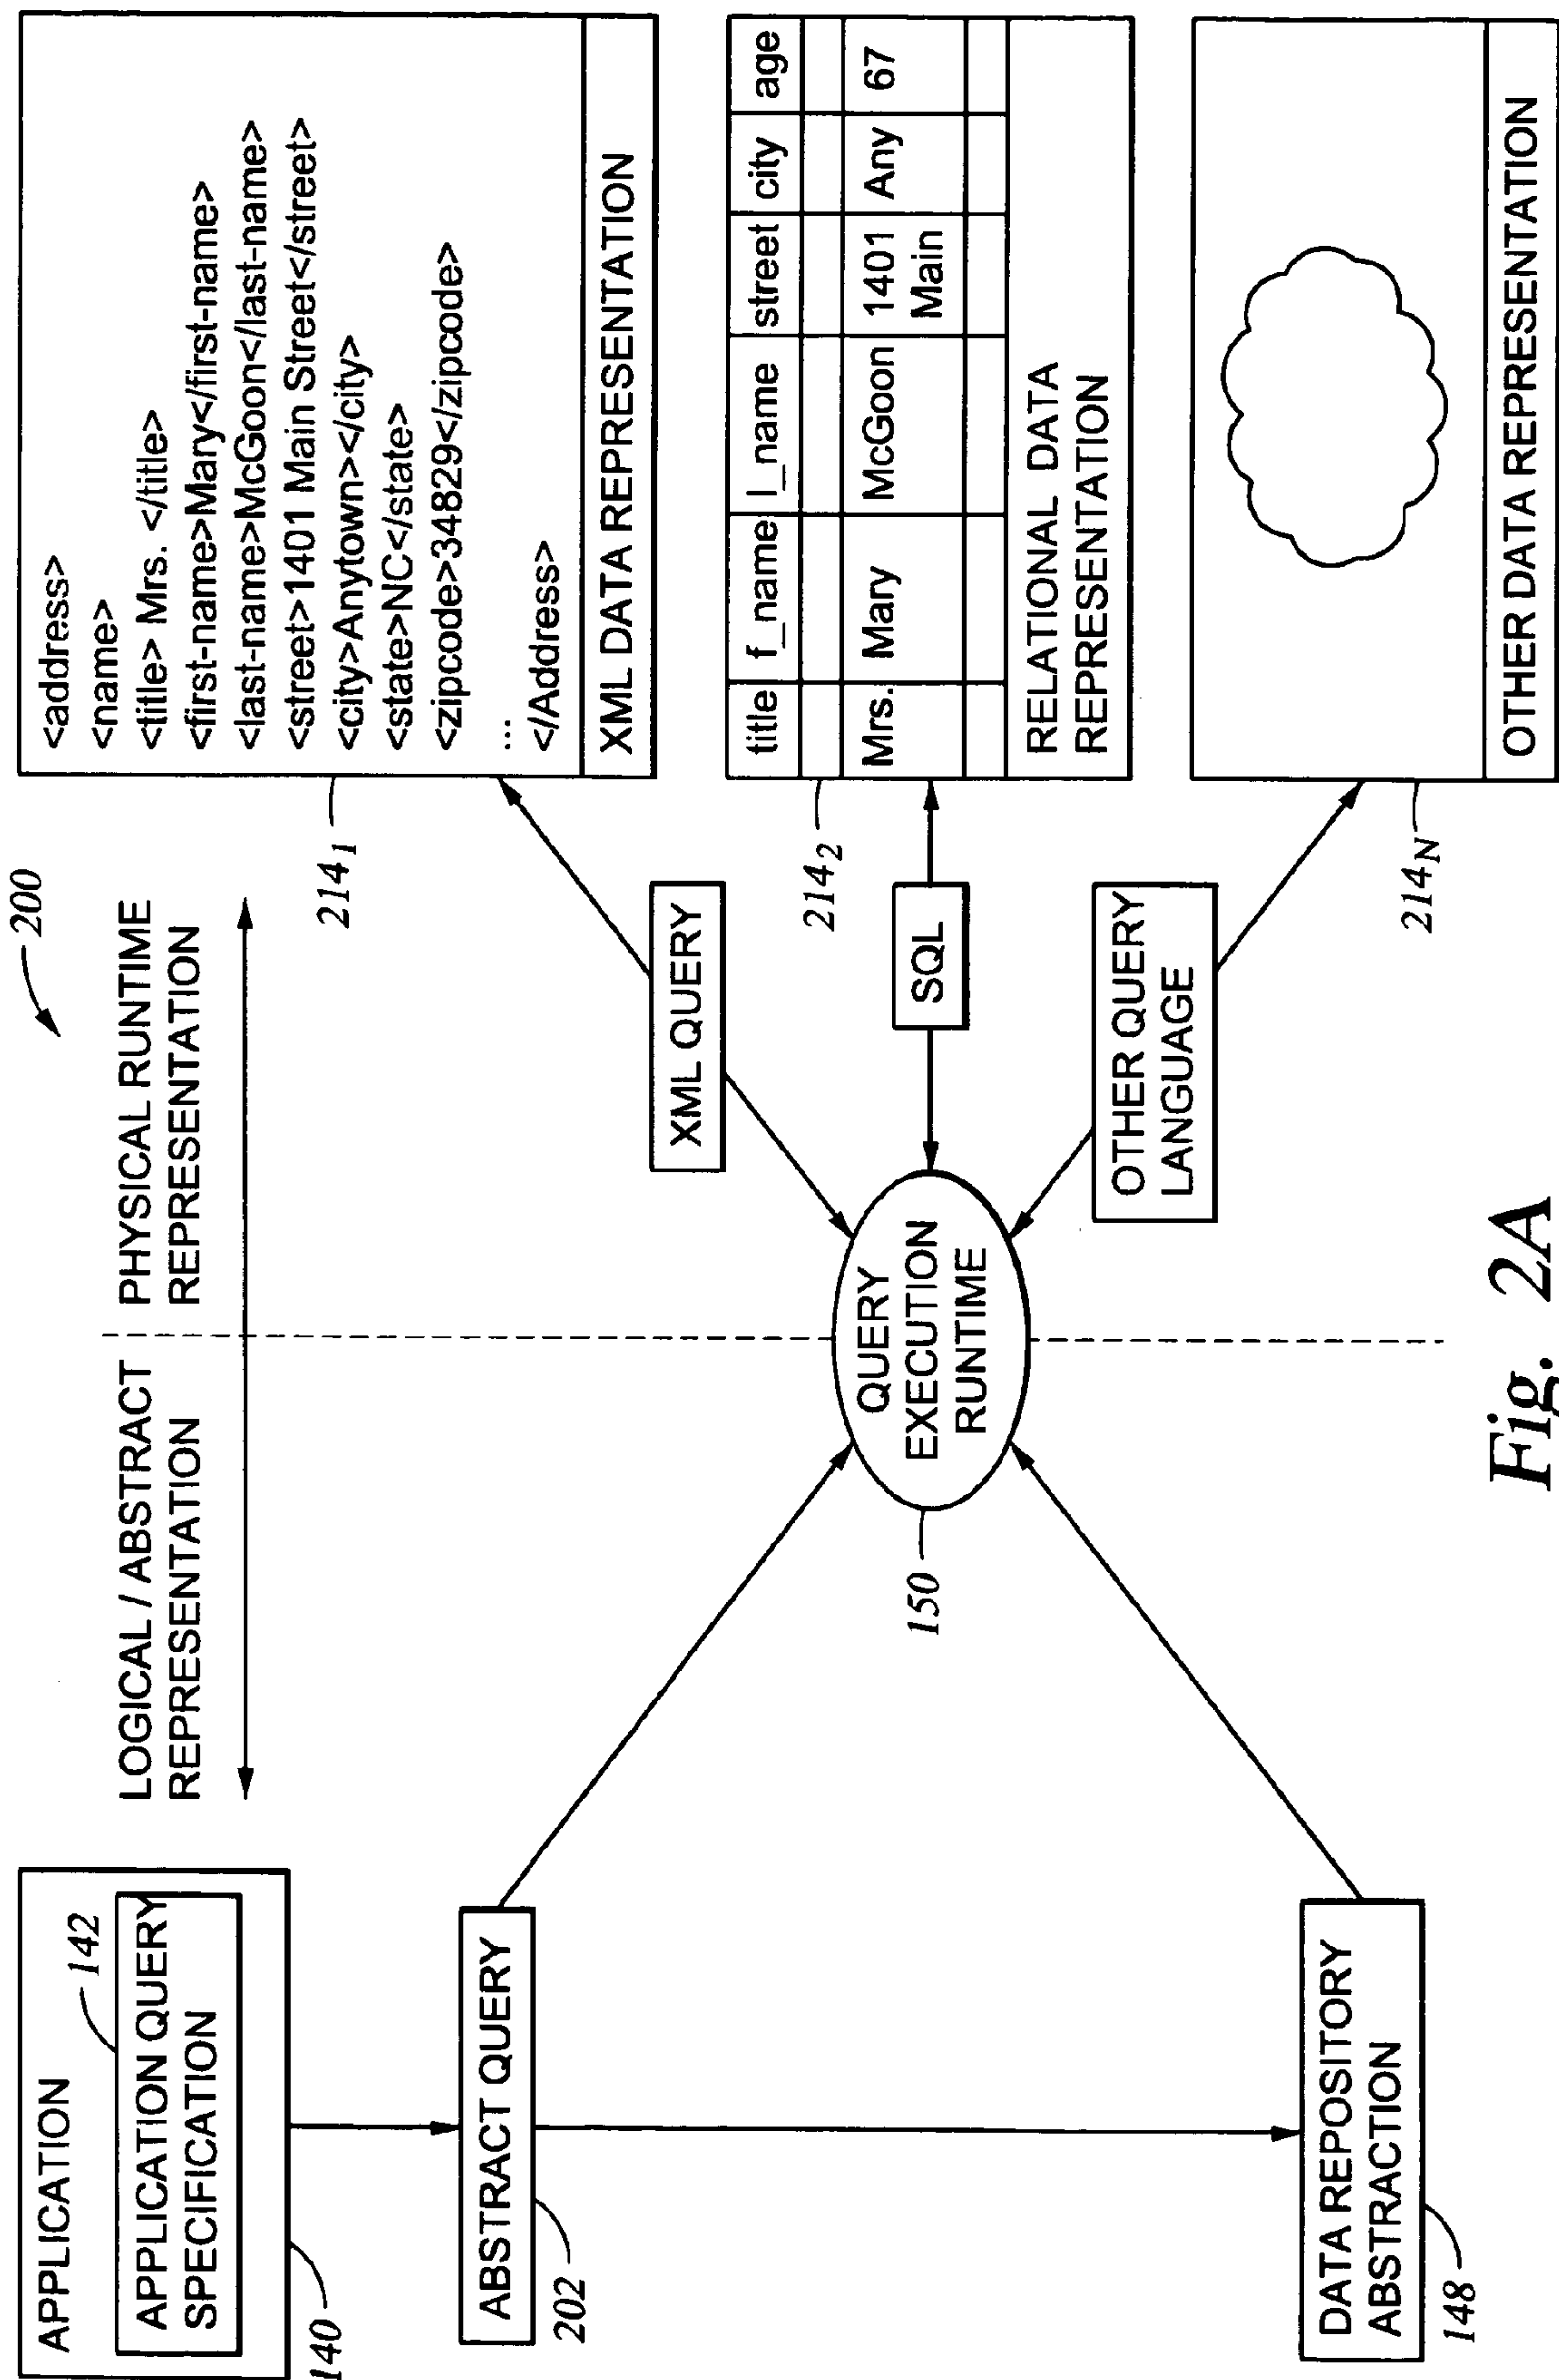 200
LOGICAL / ABSTRACT
REPRESENTATION
PHYSICAL RUNTIME
REPRESENTATION
APPLICATION
142
APPLICATION QUERY
SPECIFICATION
140
ABSTRACT QUERY
202
DATA REPOSITORY
ABSTRACTION
148
QUERY
EXECUTION
RUNTIME
150
XML QUERY
SQL
OTHER QUERY
LANGUAGE
<address>
<name>
<title> Mrs. </title>
<first-name>Mary</first-name>
<last-name>McGoon</last-name>
<street>1401 Main Street</street>
<city>Anytown></city>
<state>NC</state>
<zipcode>34829</zipcode>
...
</Address>
XML DATA REPRESENTATION
214₁
title f_name l_name street city age
Mrs. Mary McGoon 1401 Any 67
Main
RELATIONAL DATA
REPRESENTATION
214₂
OTHER DATA REPRESENTATION
214N
Fig. 2A